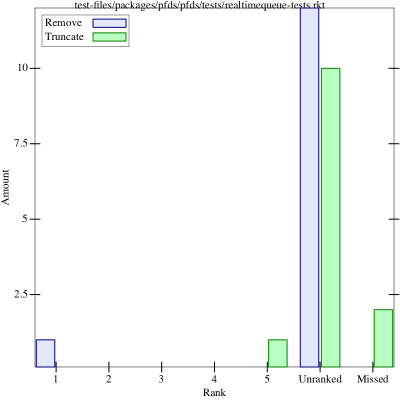 test-files/packages/pfds/pfds/tests/realtimequeue-tests.rkt
Remove
Truncate
10
7.5
5
2.5
Amount
1 2 3 4 5 Unranked Missed
Rank